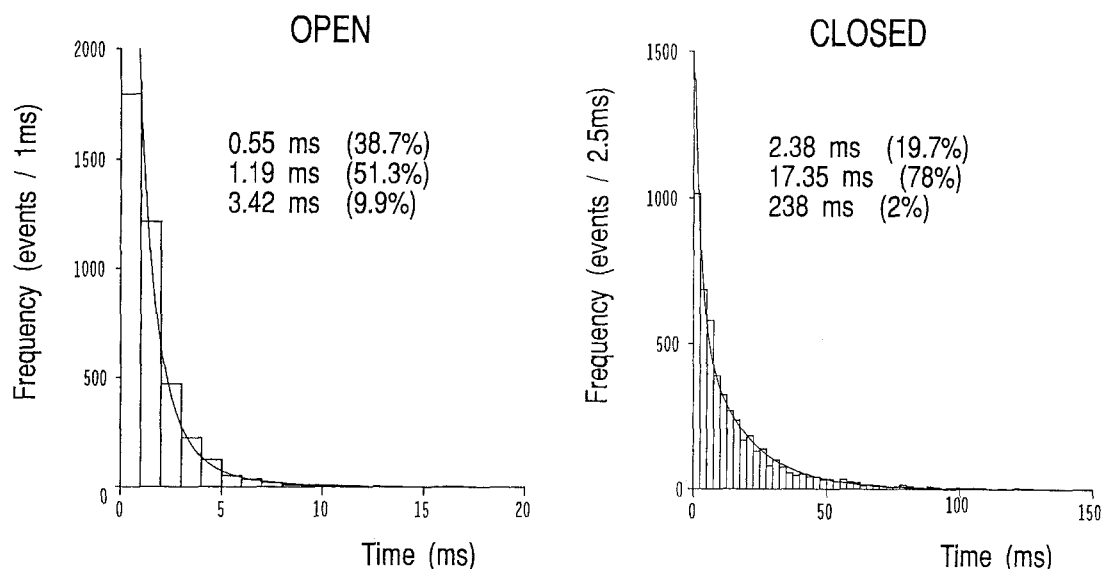 OPEN
2000
1500
1000
500
0
0
5
10
15
20
Frequency (events / 1ms)
Time (ms)
0.55 ms (38.7%)
1.19 ms (51.3%)
3.42 ms (9.9%)
CLOSED
1500
1000
500
0
0
50
100
150
Frequency (events / 2.5ms)
Time (ms)
2.38 ms (19.7%)
17.35 ms (78%)
238 ms (2%)